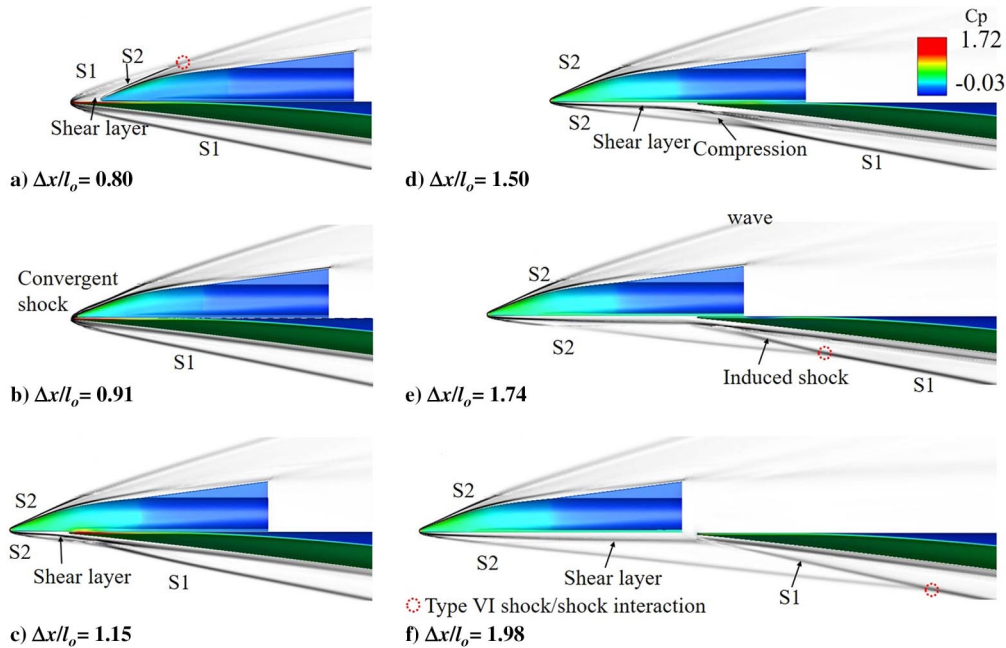 S1
S2
Shear layer
S1
a) Δx/lₒ= 0.80
Convergent
shock
S1
b) Δx/lₒ= 0.91
S2
S2
Shear layer
S1
c) Δx/lₒ= 1.15
Cp
1.72
-0.03
S2
S2
Shear layer
Compression
S1
d) Δx/lₒ= 1.50
wave
S2
S2
Induced shock
S1
e) Δx/lₒ= 1.74
S2
S2
Shear layer
S1
Type VI shock/shock interaction
f) Δx/lₒ= 1.98